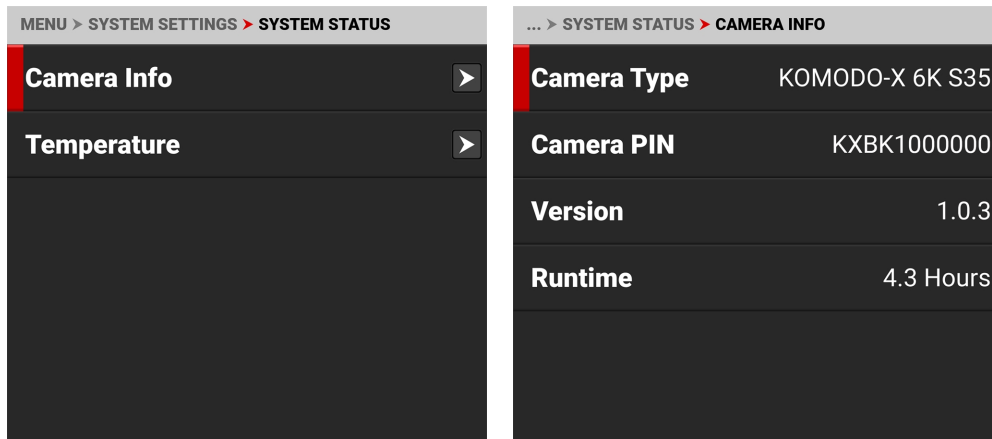 MENU > SYSTEM SETTINGS > SYSTEM STATUS
Camera Info
Temperature
... > SYSTEM STATUS > CAMERA INFO
Camera Type KOMODO-X 6K S35
Camera PIN KXBK1000000
Version 1.0.3
Runtime 4.3 Hours